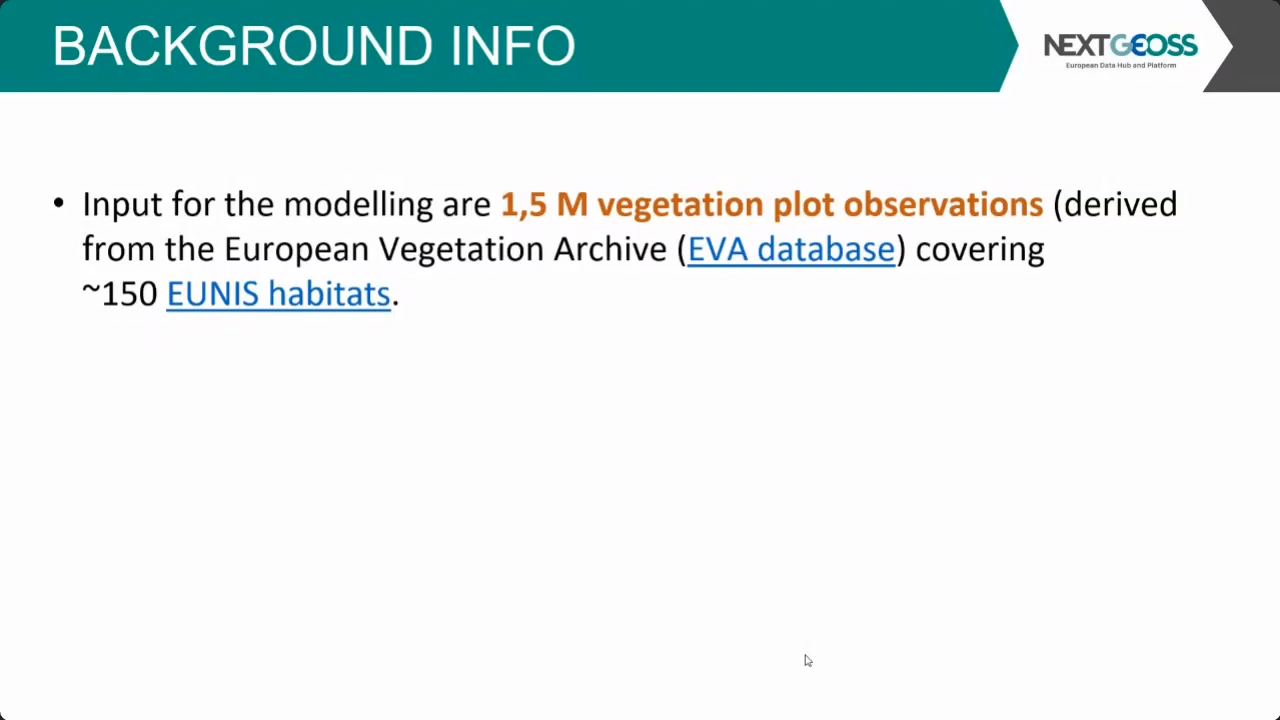 BACKGROUND INFO
NEXTGEOSS
European Data Hub and Platform
• Input for the modelling are 1,5 M vegetation plot observations (derived
from the European Vegetation Archive (EVA database) covering
~150 EUNIS habitats.